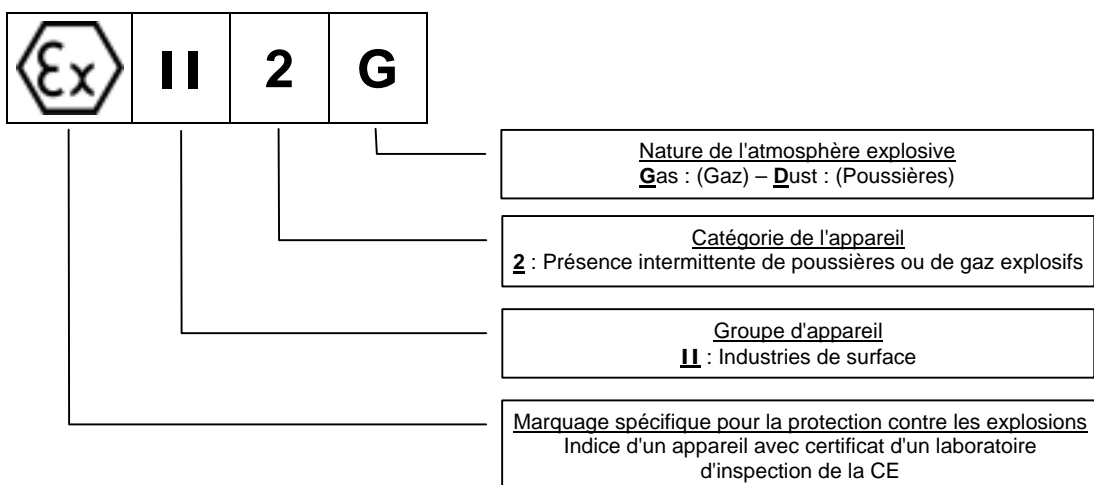 Ex II 2 G
Nature de l'atmosphère explosive
Gas : (Gaz) – Dust : (Poussières)
Catégorie de l'appareil
2 : Présence intermittente de poussières ou de gaz explosifs
Groupe d'appareil
II : Industries de surface
Marquage spécifique pour la protection contre les explosions
Indice d'un appareil avec certificat d'un laboratoire
d'inspection de la CE